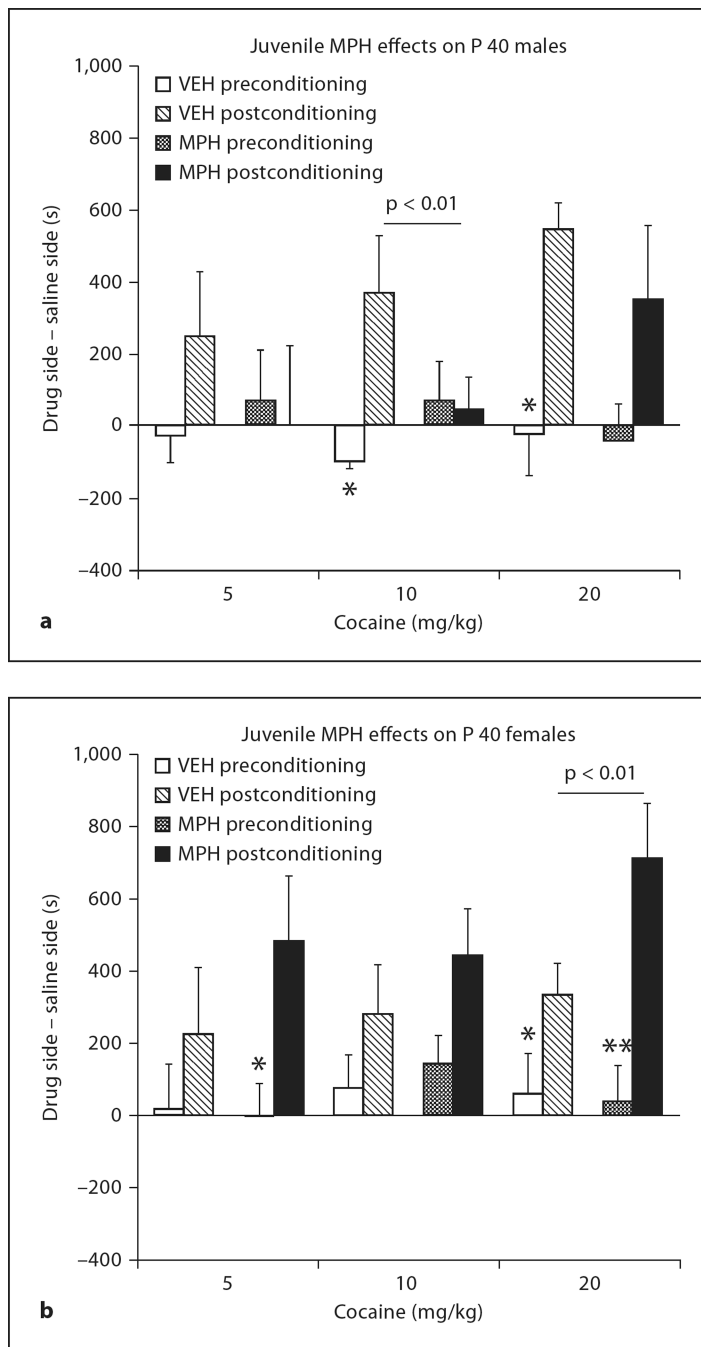 Juvenile MPH effects on P 40 males
1,000
800
600
400
200
0
–200
–400
Drug side – saline side (s)
VEH preconditioning
VEH postconditioning
MPH preconditioning
MPH postconditioning
p < 0.01
*
*
5
10
20
Cocaine (mg/kg)
a
Juvenile MPH effects on P 40 females
1,000
800
600
400
200
0
–200
–400
Drug side – saline side (s)
VEH preconditioning
VEH postconditioning
MPH preconditioning
MPH postconditioning
p < 0.01
*
*
**
5
10
20
Cocaine (mg/kg)
b